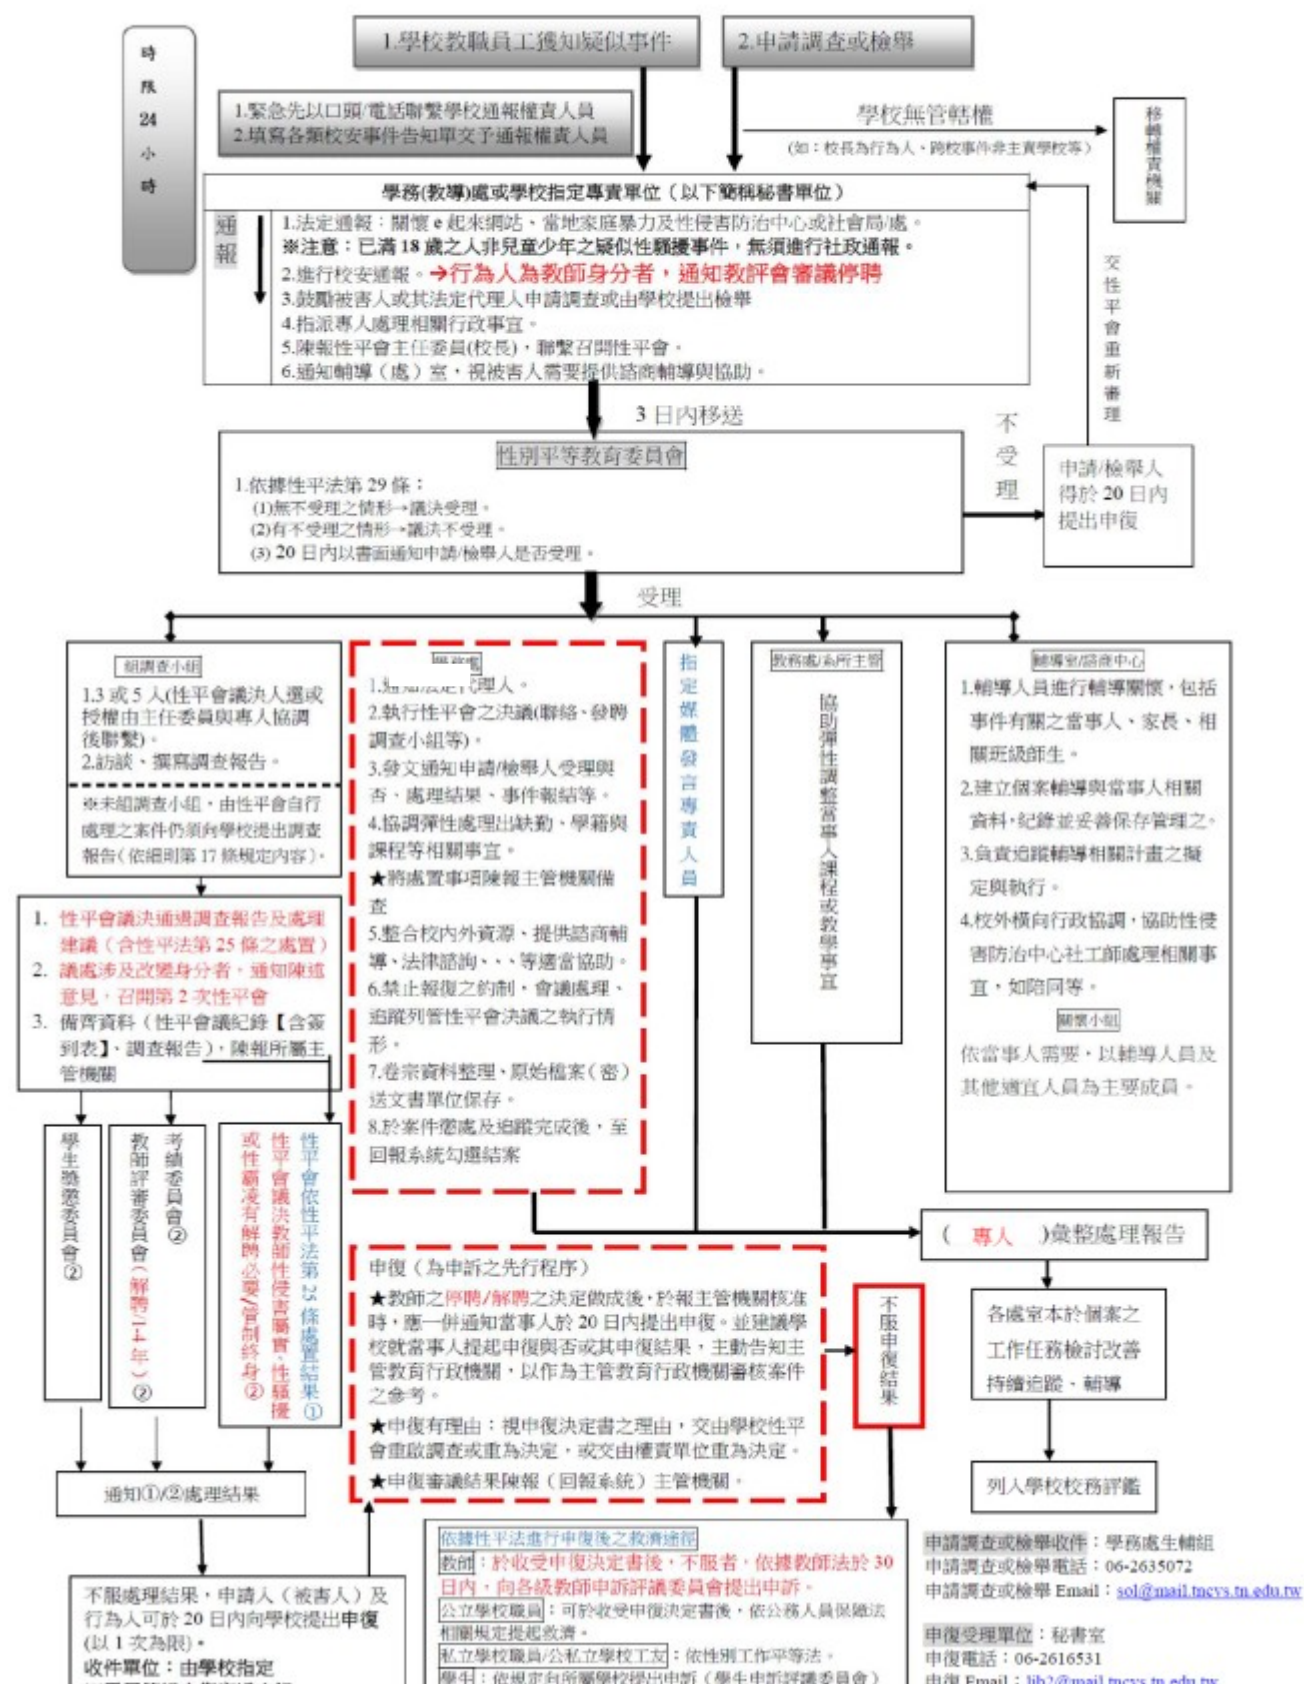 時
限
24
小
時
1.學校教職員工獲知疑似事件
2.申請調查或檢舉
1.緊急先以口頭/電話聯繫學校通報權責人員
2.填寫各類校安事件告知單交予通報權責人員
學校無管轄權
(如：校長為行為人、跨校事件非主責學校等)
移轉權責機關
學務(教導)處或學校指定專責單位（以下簡稱秘書單位）
通報
1.法定通報：關懷 e 起來網站、當地家庭暴力及性侵害防治中心或社會局/處。
※注意：已滿 18 歲之人非兒童少年之疑似性騷擾事件，無須進行社政通報。
2.進行校安通報。→行為人為教師身分者，通知教評會審議停聘
3.鼓勵被害人或其法定代理人申請調查或由學校提出檢舉
4.指派專人處理相關行政事宜。
5.陳報性平會主任委員(校長)，聯繫召開性平會。
6.通知輔導（處）室，視被害人需要提供諮商輔導與協助。
交性平會重新審理
3 日內移送
性別平等教育委員會
1.依據性平法第 29 條：
(1)無不受理之情形→議決受理。
(2)有不受理之情形→議決不受理。
(3) 20 日內以書面通知申請/檢舉人是否受理。
不受理
申請/檢舉人
得於 20 日內
提出申復
受理
組調查小組
1.3 或 5 人(性平會議決人選或
授權由主任委員與專人協調
後聯繫)。
2.訪談、撰寫調查報告。
※未組調查小組，由性平會自行
處理之案件仍須向學校提出調查
報告(依細則第 17 條規定內容)。
1. 性平會議決通過調查報告及處理
建議（含性平法第 25 條之處置）
2. 議處涉及改變身分者，通知陳述
意見，召開第 2 次性平會
3. 備齊資料（性平會議紀錄【含簽
到表】、調查報告），陳報所屬主
管機關
學生獎懲委員會②
考績委員會②
教師評審委員會（解聘/1-4 年）②
性平會依性平法第 25 條處置結果①
性平會議決教師性侵害屬實、性騷擾
或性霸凌有解聘必要/管制終身②
通知①/②處理結果
不服處理結果，申請人（被害人）及
行為人可於 20 日內向學校提出申復
(以 1 次為限)。
收件單位：由學校指定
1.通知法定代理人。
2.執行性平會之決議(聯絡、發聘
調查小組等)。
3.發文通知申請/檢舉人受理與
否、處理結果、事件報結等。
4.協調彈性處理出缺勤、學籍與
課程等相關事宜。
★將處置事項陳報主管機關備
查
5.整合校內外資源、提供諮商輔
導、法律諮詢、、、等適當協助。
6.禁止報復之約制，會議處理、
追蹤列管性平會決議之執行情
形。
7.卷宗資料整理、原始檔案（密）
送文書單位保存。
8.於案件懲處及追蹤完成後，至
回報系統勾選結案
指定媒體發言專責人員
教務處/系所主管
協助彈性調整當事人課程或教學事宜
輔導室/諮商中心
1.輔導人員進行輔導關懷，包括
事件有關之當事人、家長、相
關班級師生。
2.建立個案輔導與當事人相關
資料，紀錄並妥善保存管理之。
3.負責追蹤輔導相關計畫之擬
定與執行。
4.校外橫向行政協調，協助性侵
害防治中心社工師處理相關事
宜，如陪同等。
關懷小組
依當事人需要，以輔導人員及
其他適宜人員為主要成員。
( 專人 )彙整處理報告
各處室本於個案之
工作任務檢討改善
持續追蹤、輔導
列入學校校務評鑑
申復（為申訴之先行程序）
★教師之停聘/解聘之決定做成後，於報主管機關核准
時，應一併通知當事人於 20 日內提出申復。並建議學
校就當事人提起申復與否或其申復結果，主動告知主
管教育行政機關，以作為主管教育行政機關審核案件
之參考。
★申復有理由：視申復決定書之理由，交由學校性平
會重啟調查或重為決定，或交由權責單位重為決定。
★申復審議結果陳報（回報系統）主管機關。
不服申復結果
依據性平法進行申復後之救濟途徑
教師：於收受申復決定書後，不服者，依據教師法於 30
日內，向各級教師申訴評議委員會提出申訴。
公立學校職員：可於收受申復決定書後，依公務人員保障法
相關規定提起救濟。
私立學校職員/公私立學校工友：依性別工作平等法。
學生：依規定向所屬學校提出申訴（學生申訴評議委員會）
申請調查或檢舉收件：學務處生輔組
申請調查或檢舉電話：06-2635072
申請調查或檢舉 Email：sol@mail.tncvs.tn.edu.tw
申復受理單位：秘書室
申復電話：06-2616531
申復 Email：lib2@mail.tncvs.tn.edu.tw